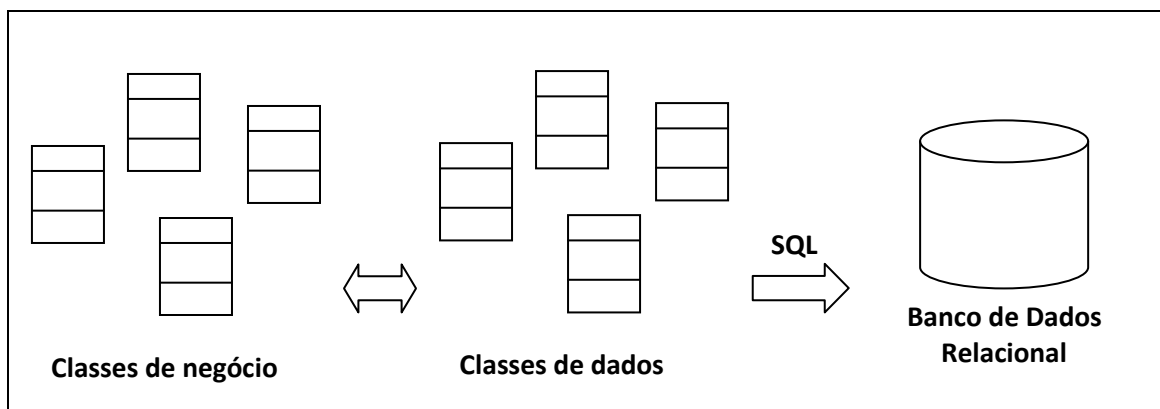 SQL
Banco de Dados
Relacional
Classes de negócio
Classes de dados